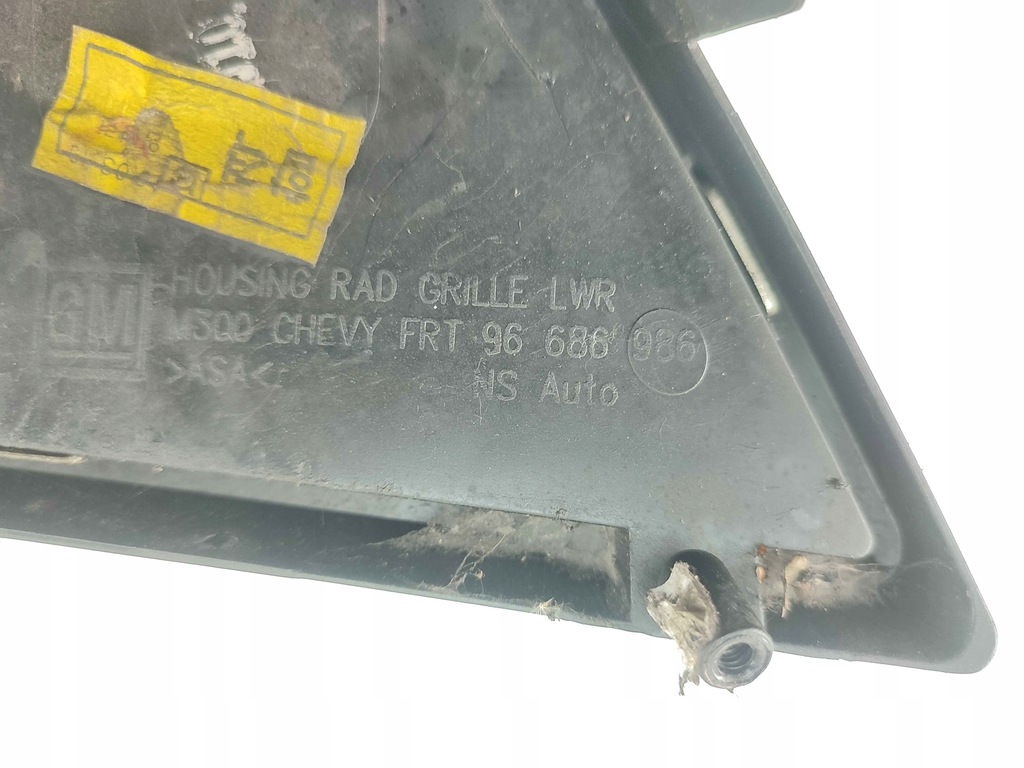 GM
HOUSING RAD GRILLE LWR
M300 CHEVY FRT 96 686 986
>ASA<
NS Auto